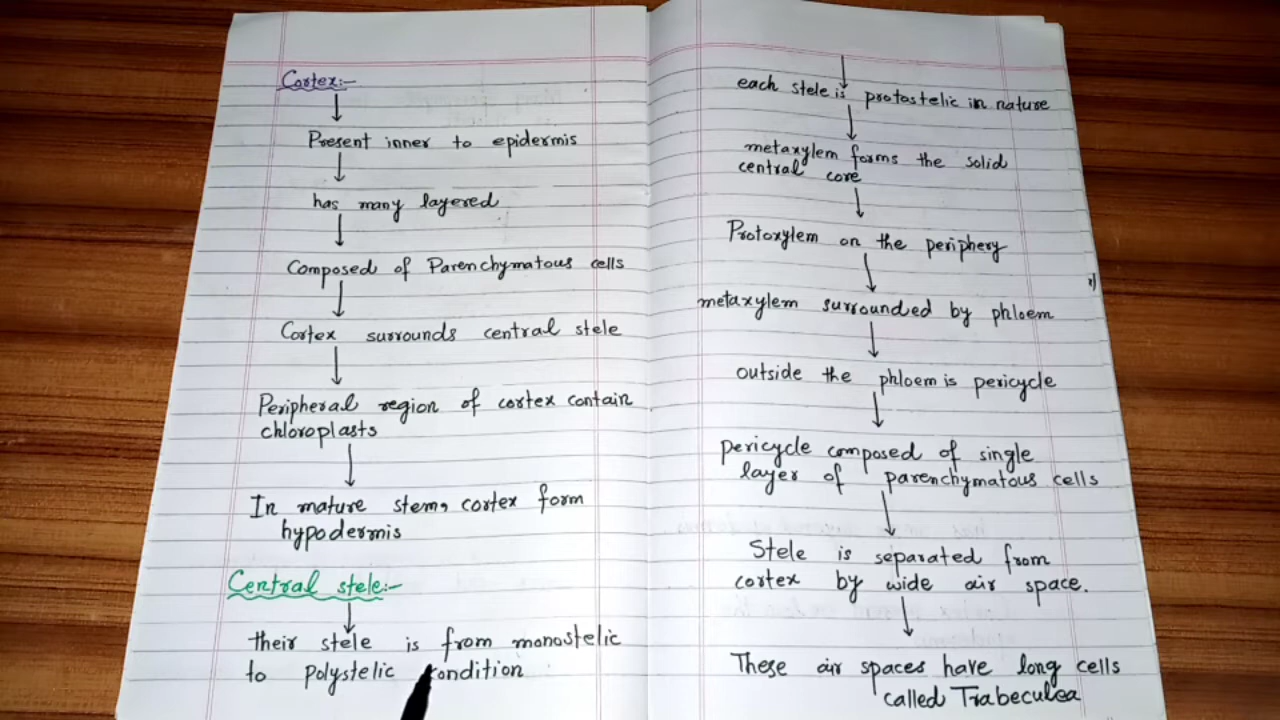 Cortex:-
Present inner to epidermis
has many layered
Composed of Parenchymatous cells
Cortex surrounds central stele
Peripheral region of cortex contain
chloroplasts
In mature stem, cortex form
hypodermis
Central stele:-
their stele is from monostelic
to polystelic condition
each stele is protostelic in nature
metaxylem forms the solid
central core
Protoxylem on the periphery
metaxylem surrounded by phloem
outside the phloem is pericycle
pericycle composed of single
layer of parenchymatous cells
Stele is separated from
cortex by wide air space.
These air spaces have long cells
called Trabeculea